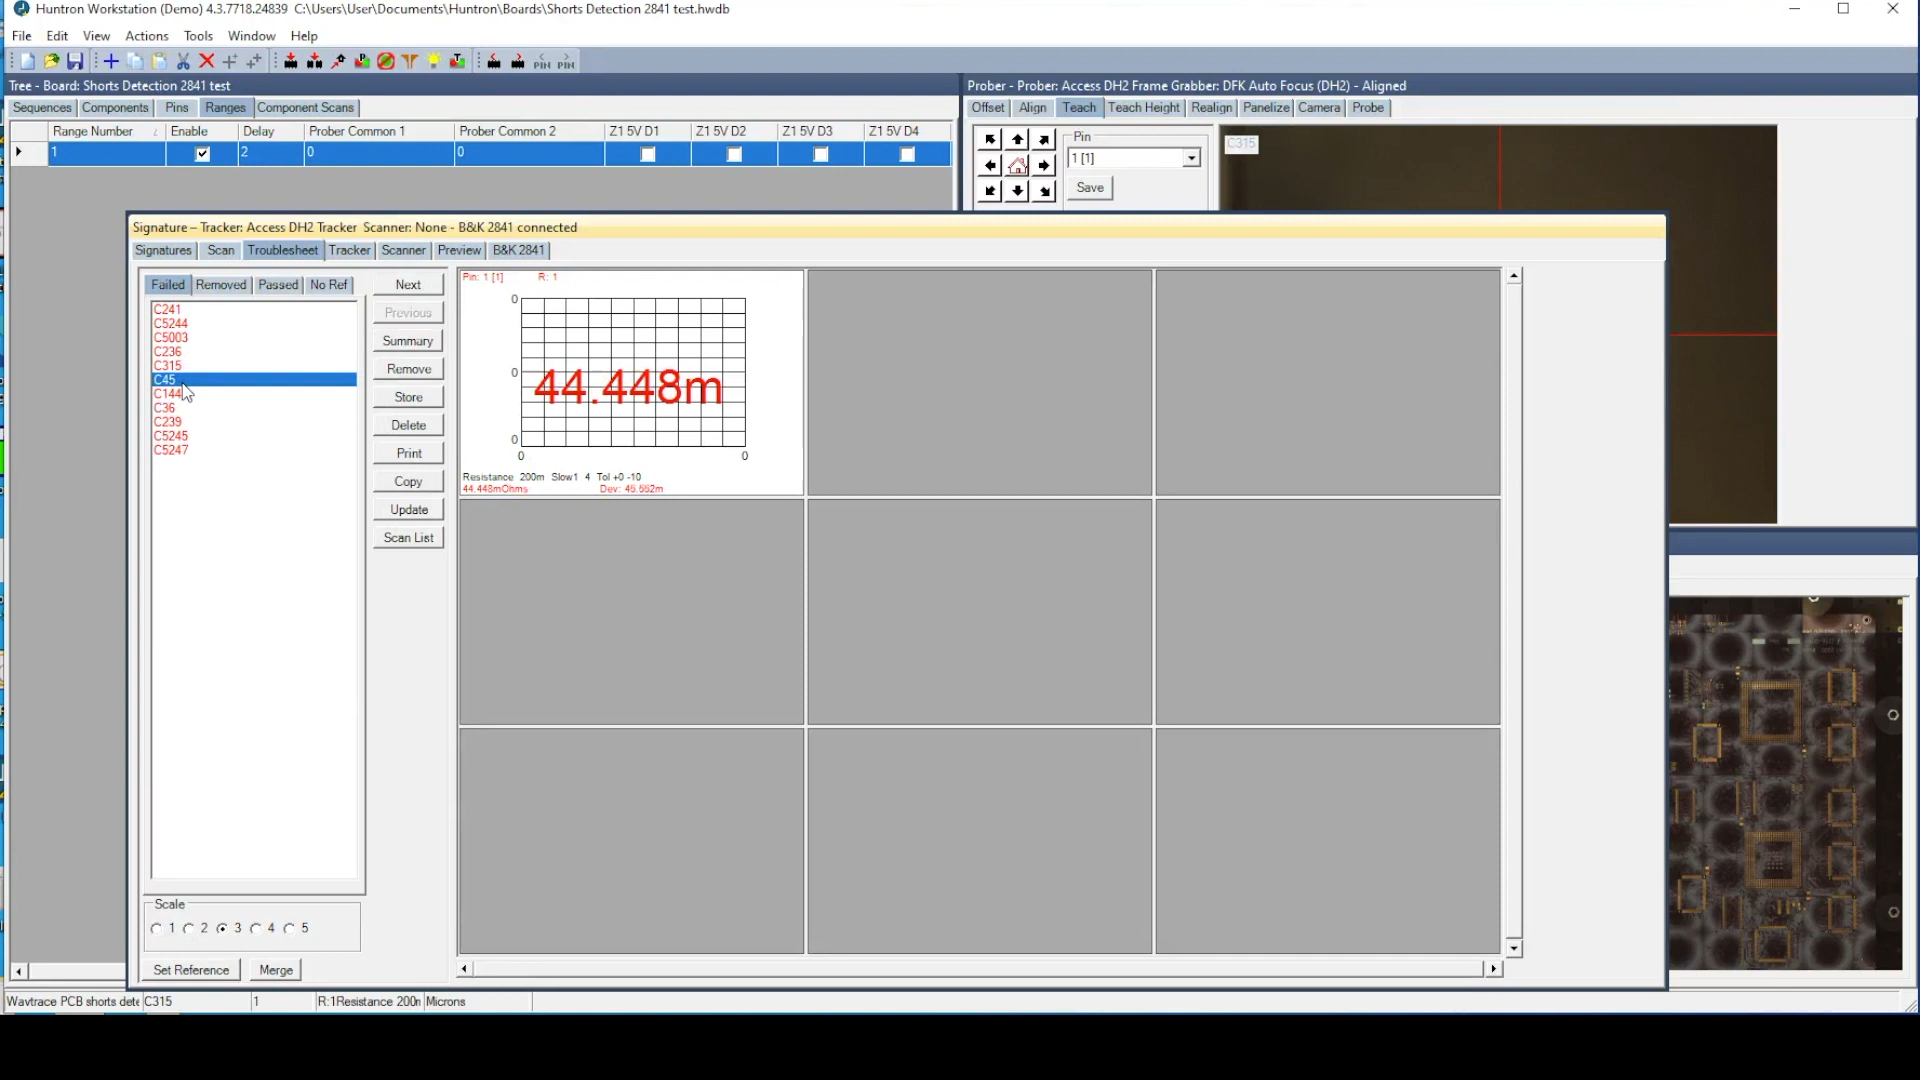 Huntron Workstation (Demo) 4.3.7718.24839 C:\Users\User\Documents\Huntron\Boards\Shorts Detection 2841 test.hwdb
File Edit View Actions Tools Window Help
Tree - Board: Shorts Detection 2841 test
Sequences Components Pins Ranges Component Scans
Range Number Enable Delay Prober Common 1 Prober Common 2 Z1 5V D1 Z1 5V D2 Z1 5V D3 Z1 5V D4
1 2 0 0
Prober - Prober: Access DH2 Frame Grabber: DFK Auto Focus (DH2) - Aligned
Offset Align Teach Teach Height Realign Panelize Camera Probe
Pin
1 [1]
Save
C315
Signature – Tracker: Access DH2 Tracker Scanner: None - B&K 2841 connected
Signatures Scan Troublesheet Tracker Scanner Preview B&K 2841
Failed Removed Passed No Ref
C241
C5244
C5003
C236
C315
C45
C144
C36
C239
C5245
C5247
Next
Previous
Summary
Remove
Store
Delete
Print
Copy
Update
Scan List
Pin: 1 [1] R: 1
0
0
0
0 0
44.448m
Resistance 200m Slow1 4 Tol +0 -10
44.448mOhms Dev: 45.552m
Scale
1 2 3 4 5
Set Reference Merge
Wavtrace PCB shorts dete C315 1 R:1Resistance 200m Microns